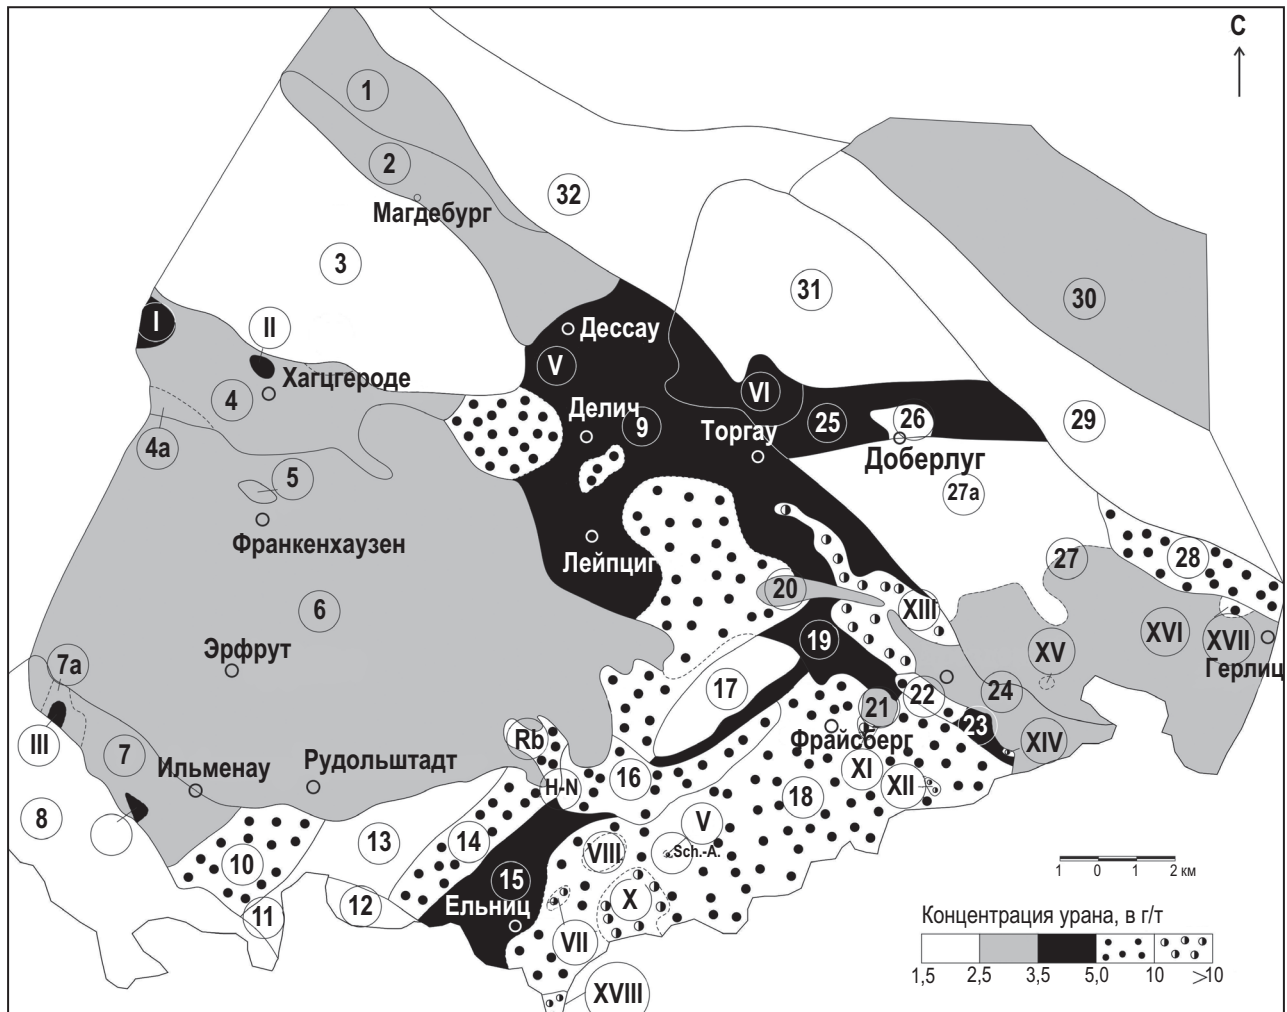 С
1
2
Магдебург
32
3
31
30
I
II
Дессау
V
Хагцгероде
4
VI
Делич
9
25
26
29
Торгау
4а
Доберлуг
5
27а
Франкенхаузен
Лейпциг
28
27
20
6
XIII
19
XVI
XVII
Эрфрут
XV
7а
Герлиц
17
22
24
21
23
III
Rb
Фрайсберг
XIV
7
Ильменау
Рудольштадт
16
XI
H-N
XII
18
8
13
14
V
VIII
Sch.-A.
10
15
1 0 1 2 км
X
11
12
Ельниц
Концентрация урана, в г/т
VII
1,5 2,5 3,5 5,0 10 >10
XVIII